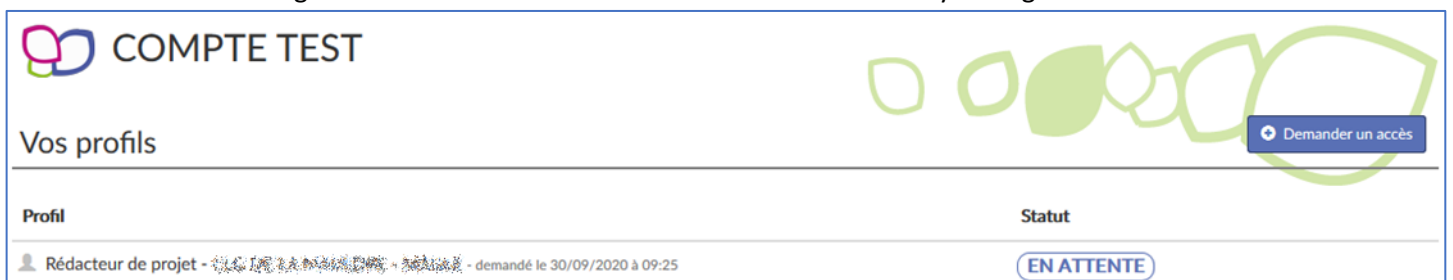 COMPTE TEST
Vos profils
Demander un accès
Profil Statut
Rédacteur de projet - - demandé le 30/09/2020 à 09:25 EN ATTENTE